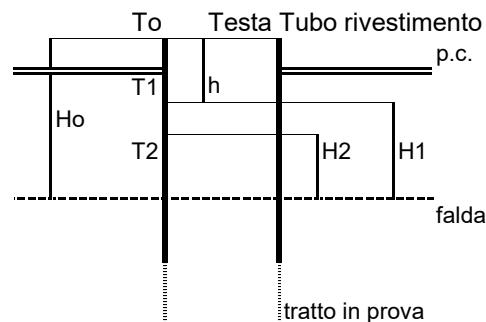 To Testa Tubo rivestimento
p.c.
T1 h
Ho
T2 H2 H1
falda
tratto in prova